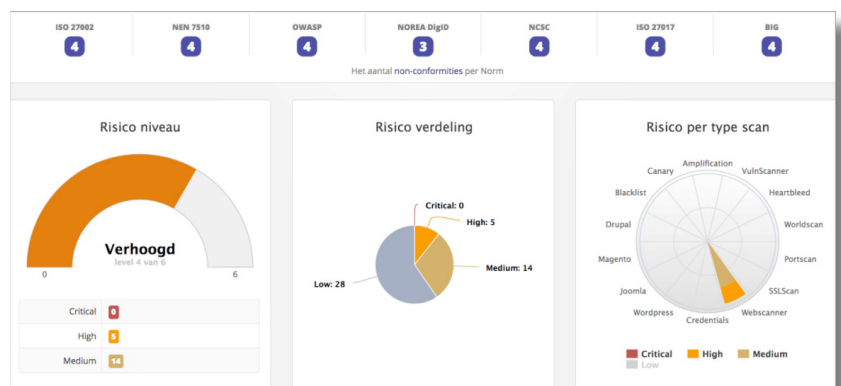 ISO 27002 NEN 7510 OWASP NOREA DigiD NCSC ISO 27017 BIG
4 4 4 3 4 4 4
Het aantal non-conformities per Norm
Risico niveau
Verhoogd
level 4 van 6
0 6
Critical 0
High 5
Medium 14
Risico verdeling
Critical: 0
High: 5
Medium: 14
Low: 28
Risico per type scan
Amplification
VulnScanner
Heartbleed
Worldscan
Portscan
SSLScan
Webscanner
Credentials
Wordpress
Joomla
Magento
Drupal
Blacklist
Canary
Critical High Medium
Low